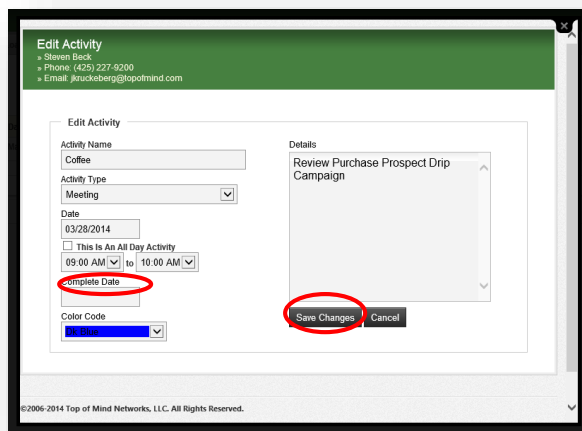 Edit Activity
» Steven Beck
» Phone: (425) 227-9200
» Email: jkruckeberg@topofmind.com
Edit Activity
Activity Name
Coffee
Activity Type
Meeting
Date
03/28/2014
This Is An All Day Activity
09:00 AM to 10:00 AM
Complete Date
Color Code
Dk Blue
Details
Review Purchase Prospect Drip
Campaign
Save Changes Cancel
©2006-2014 Top of Mind Networks, LLC. All Rights Reserved.